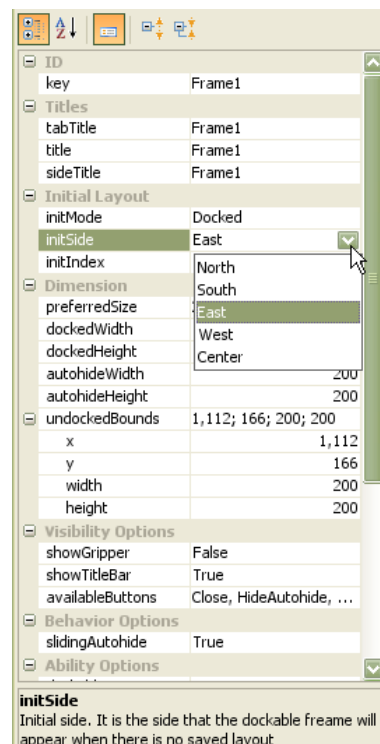 ID
key Frame1
Titles
tabTitle Frame1
title Frame1
sideTitle Frame1
Initial Layout
initMode Docked
initSide East
initIndex
North
South
East
West
Center
Dimension
preferredSize
dockedWidth
dockedHeight
autohideWidth 200
autohideHeight 200
undockedBounds 1,112; 166; 200; 200
x 1,112
y 166
width 200
height 200
Visibility Options
showGripper False
showTitleBar True
availableButtons Close, HideAutohide, ...
Behavior Options
slidingAutohide True
Ability Options
initSide
Initial side. It is the side that the dockable freame will
appear when there is no saved layout